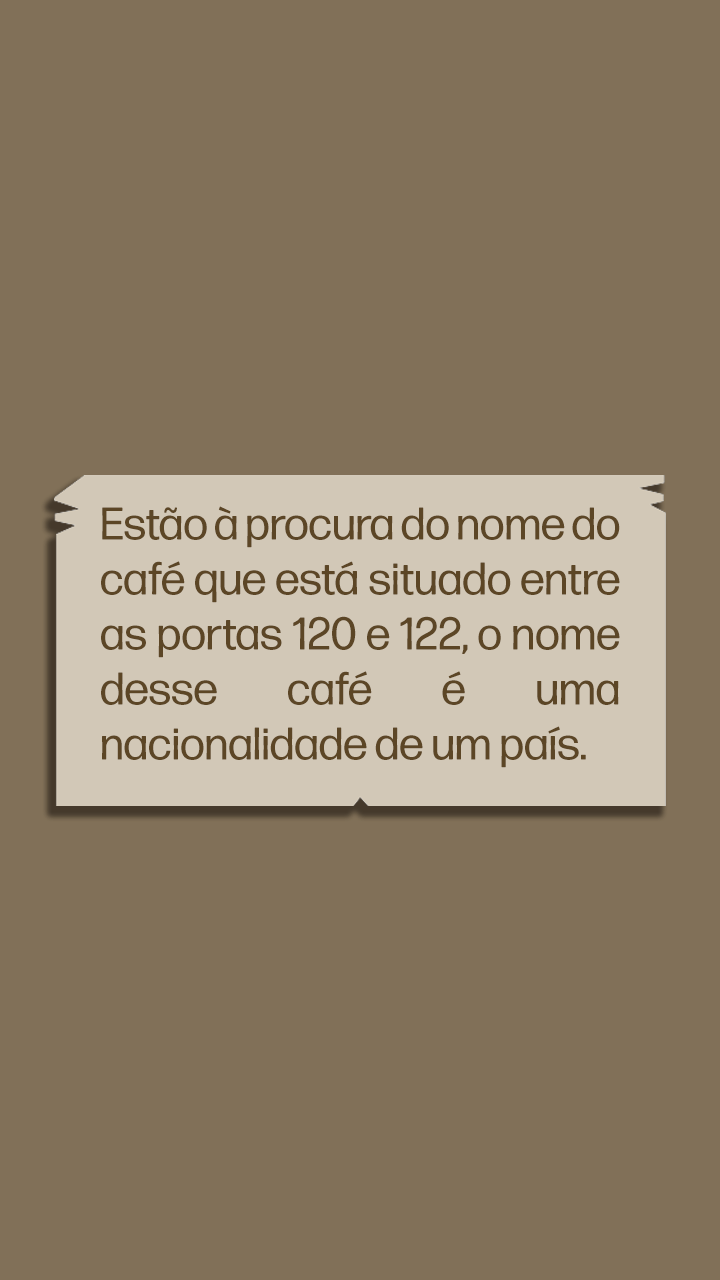 Estão à procura do nome do
café que está situado entre
as portas 120 e 122, o nome
desse café é uma
nacionalidade de um país.